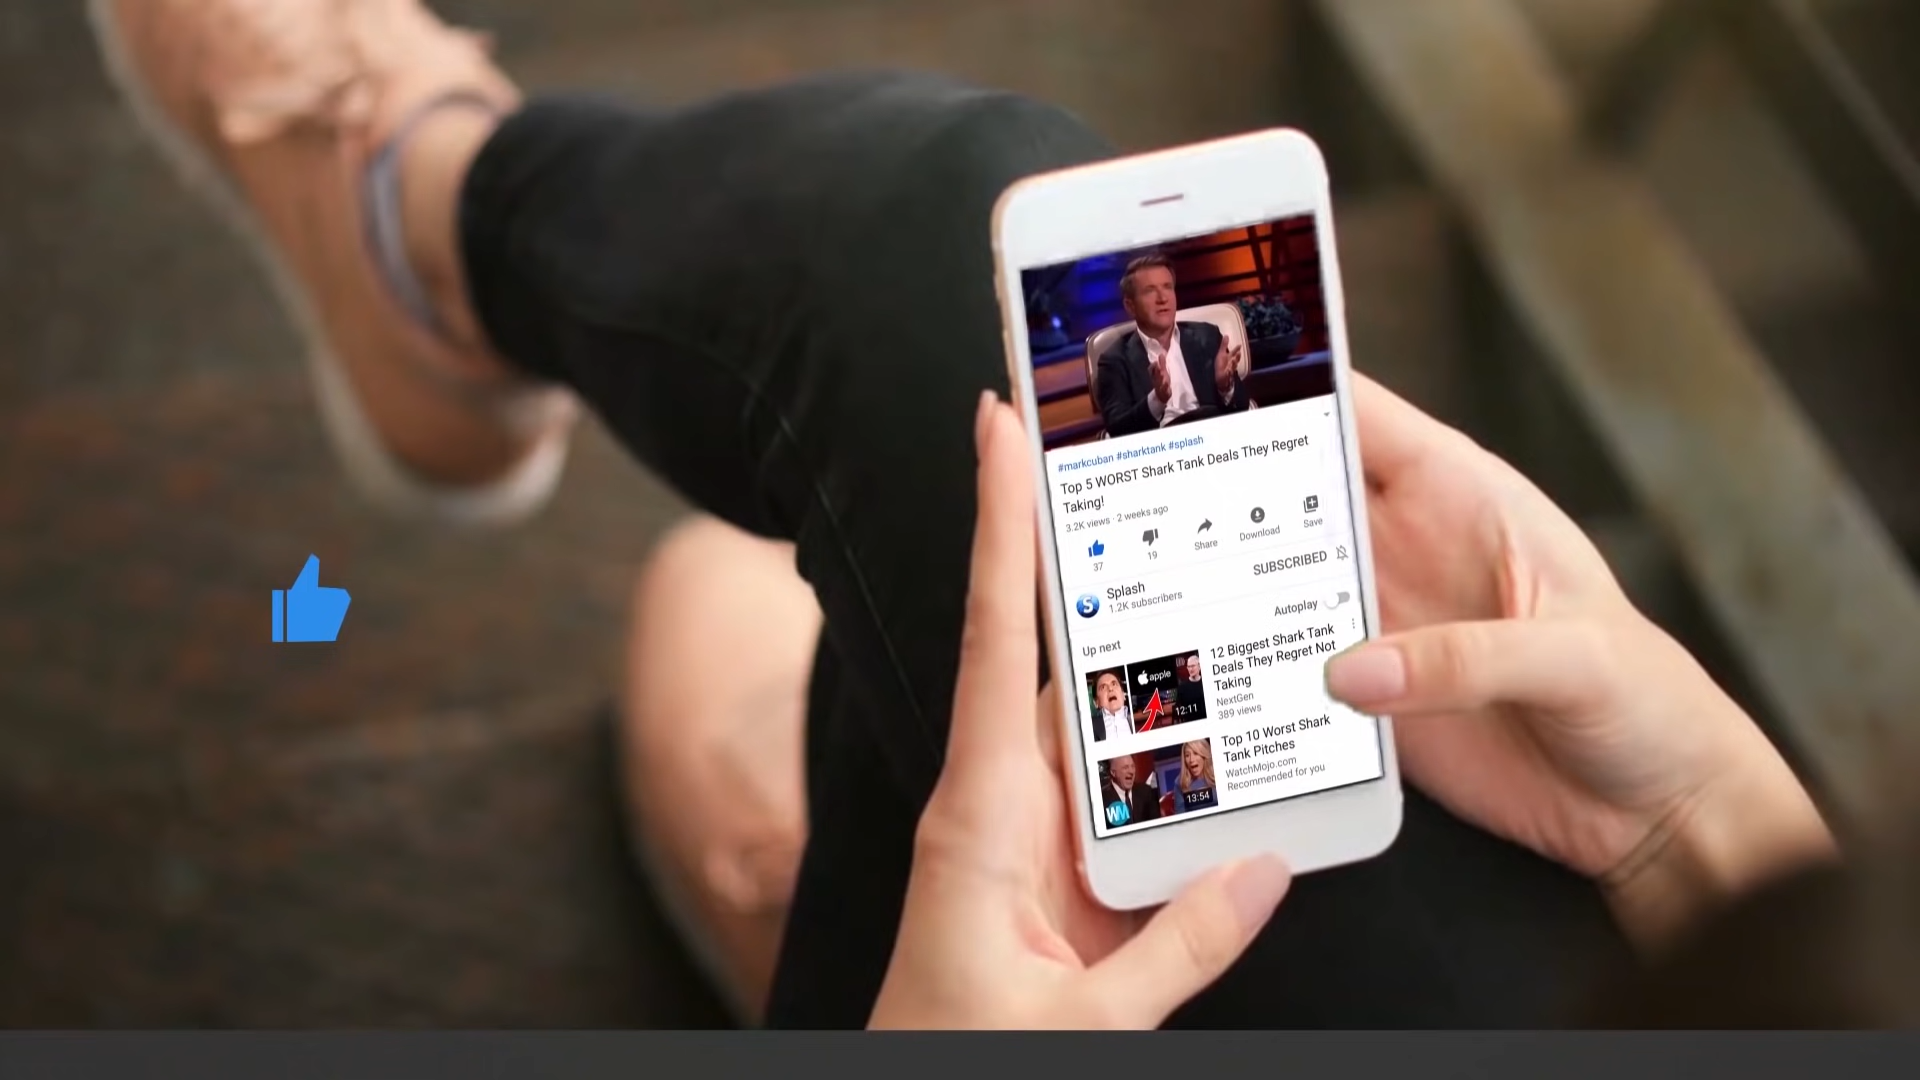 #markcuban #sharktank #splash
Top 5 WORST Shark Tank Deals They Regret
Taking!
3.2K views · 2 weeks ago
37
19
Share
Download
Save
S
Splash
1.2K subscribers
SUBSCRIBED
Autoplay
Up next
apple
12:11
12 Biggest Shark Tank
Deals They Regret Not
Taking
NextGen
389 views
WM
13:54
Top 10 Worst Shark
Tank Pitches
WatchMojo.com
Recommended for you